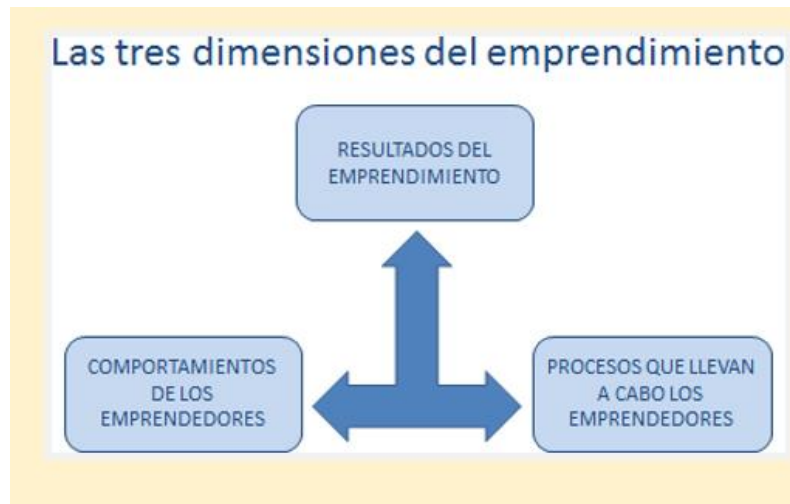 Las tres dimensiones del emprendimiento
RESULTADOS DEL
EMPRENDIMIENTO
COMPORTAMIENTOS
DE LOS
EMPRENDEDORES
PROCESOS QUE LLEVAN
A CABO LOS
EMPRENDEDORES